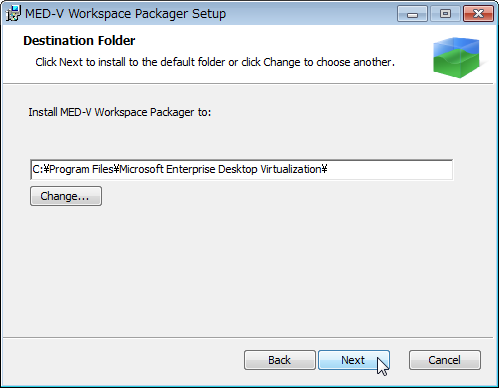 MED-V Workspace Packager Setup
Destination Folder
Click Next to install to the default folder or click Change to choose another.
Install MED-V Workspace Packager to:
C:¥Program Files¥Microsoft Enterprise Desktop Virtualization¥
Change...
Back
Next
Cancel